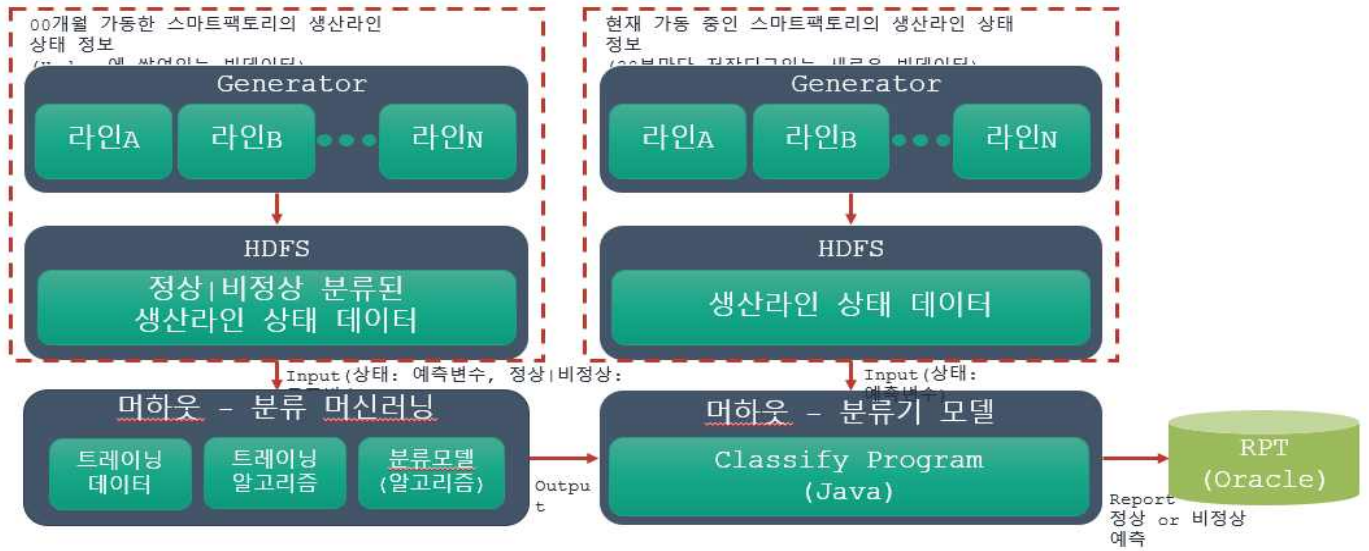 00개월 가동한 스마트팩토리의 생산라인
상태 정보
Generator
라인A
라인B
라인N
HDFS
정상|비정상 분류된
생산라인 상태 데이터
Input(상태: 예측변수, 정상|비정상:
머하웃 - 분류 머신러닝
트레이닝
데이터
트레이닝
알고리즘
분류모델
(알고리즘)
Outpu
t
현재 가동 중인 스마트팩토리의 생산라인 상태
정보
Generator
라인A
라인B
라인N
HDFS
생산라인 상태 데이터
Input(상태:
예측변수)
머하웃 - 분류기 모델
Classify Program
(Java)
Report
정상 or 비정상
예측
RPT
(Oracle)